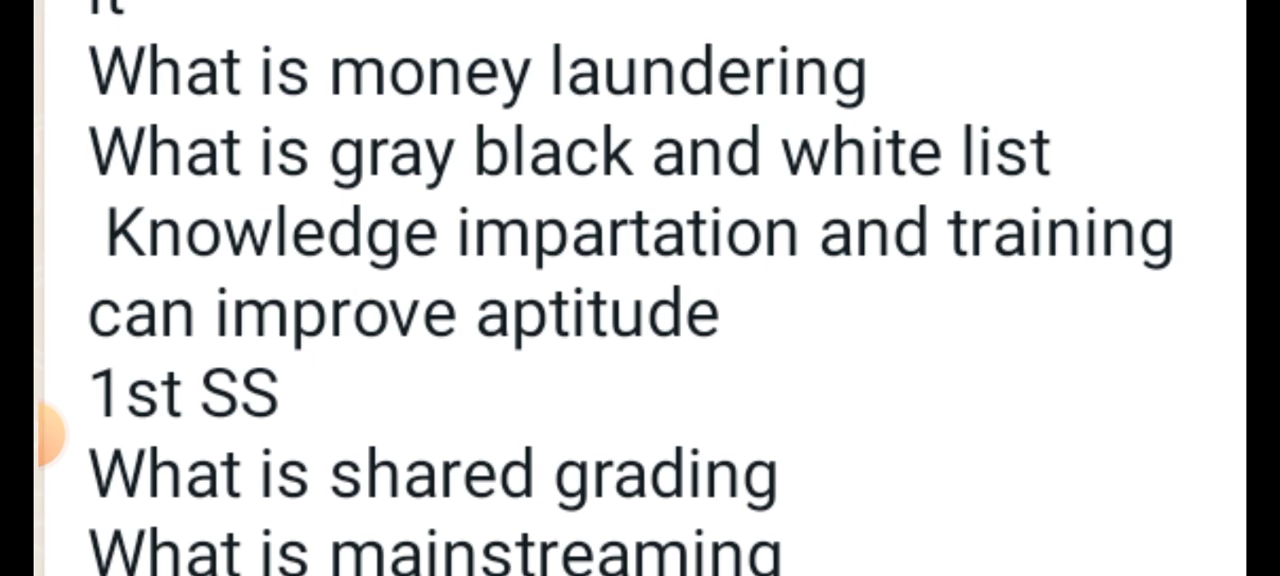 it
What is money laundering
What is gray black and white list
Knowledge impartation and training
can improve aptitude
1st SS
What is shared grading
What is mainstreaming